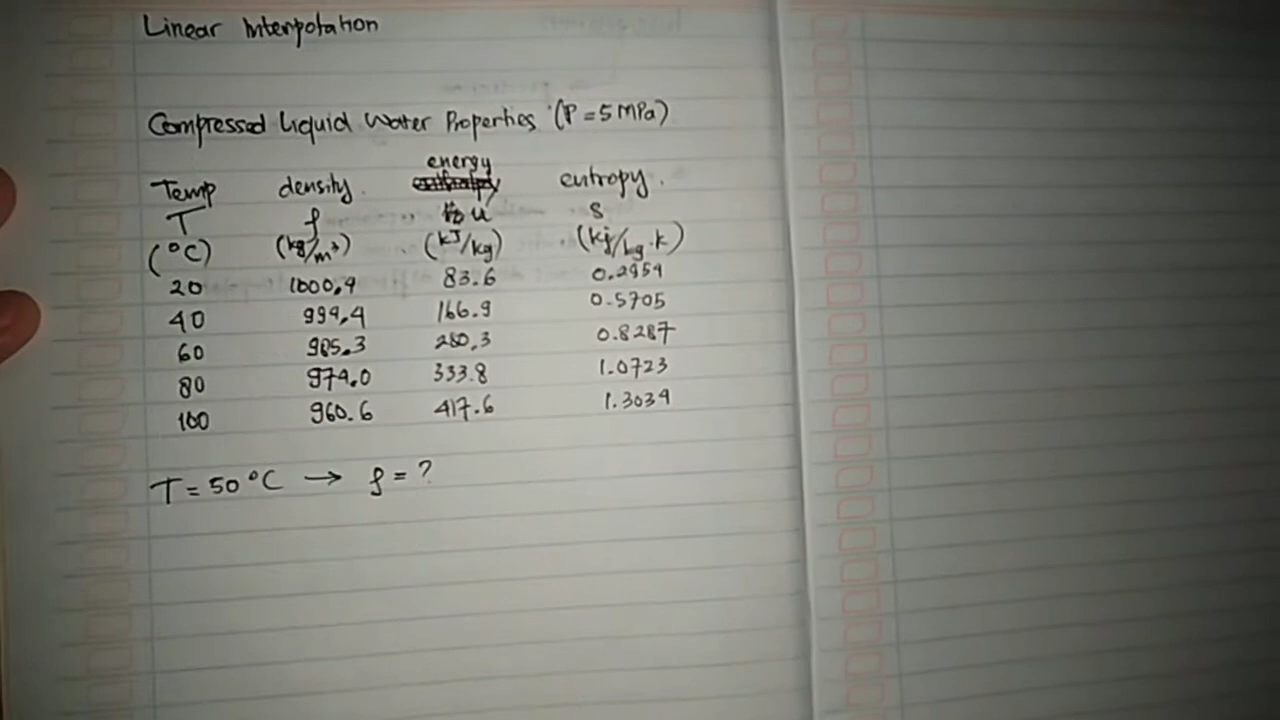 Linear Interpolation
Compressed Liquid Water Properties (P = 5 MPa)
Temp density energy entropy
T ρ u s
(°C) (kg/m³) (kJ/kg) (kJ/kg.k)
20 1000,4 83.6 0.2954
40 994,4 166.9 0.5705
60 985.3 250,3 0.8287
80 974.0 333.8 1.0723
100 960.6 417.6 1.3034
T = 50 °C → ρ = ?